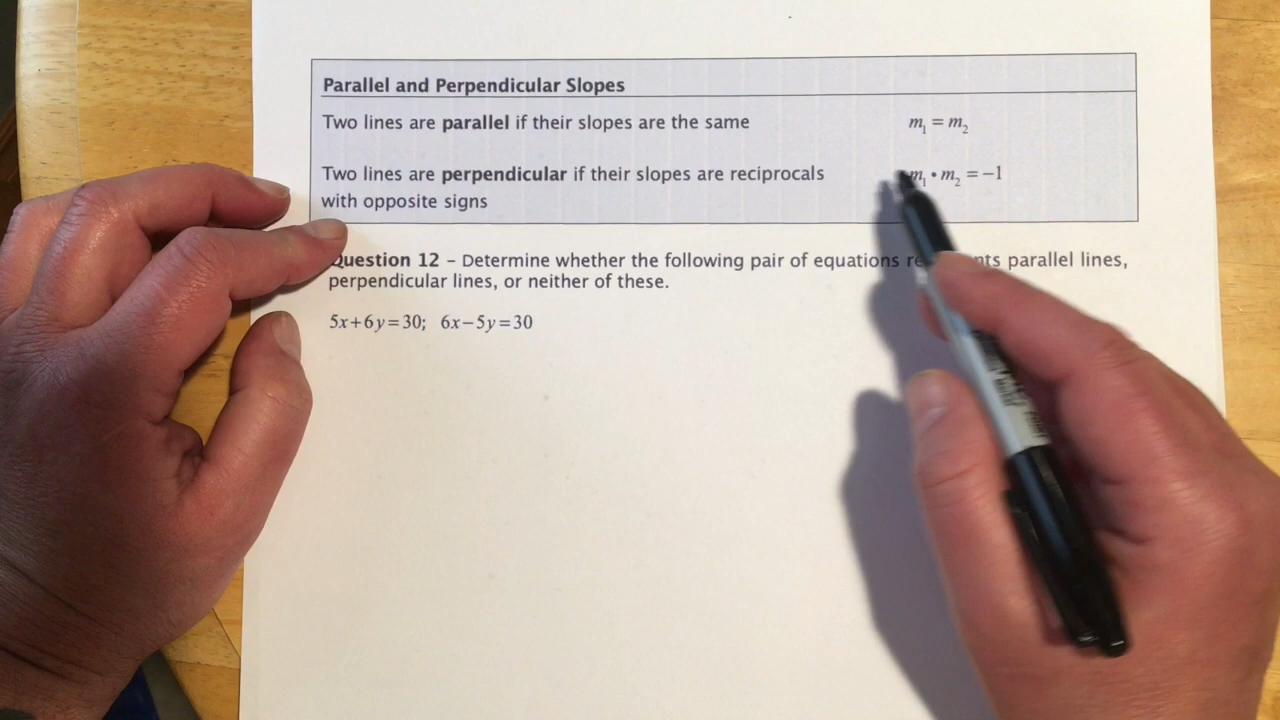 Parallel and Perpendicular Slopes
Two lines are parallel if their slopes are the same m₁ = m₂
Two lines are perpendicular if their slopes are reciprocals m₁ • m₂ = −1
with opposite signs
Question 12 – Determine whether the following pair of equations parallel lines,
perpendicular lines, or neither of these.
5x+6y=30; 6x−5y=30